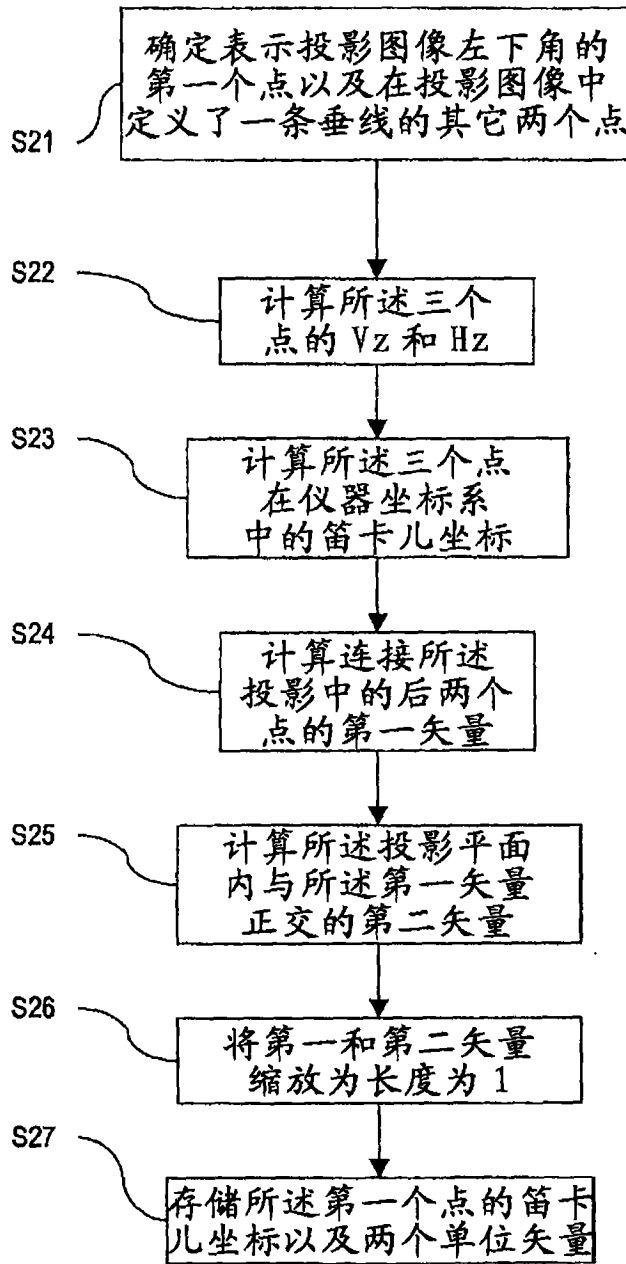 确定表示投影图像左下角的
第一个点以及在投影图像中
定义了一条垂线的其它两个点
S21
S22
计算所述三个
点的 Vz 和 Hz
S23
计算所述三个点
在仪器坐标系
中的笛卡儿坐标
S24
计算连接所述
投影中的后两个
点的第一矢量
S25
计算所述投影平面
内与所述第一矢量
正交的第二矢量
S26
将第一和第二矢量
缩放为长度为 1
S27
存储所述第一个点的笛卡
儿坐标以及两个单位矢量